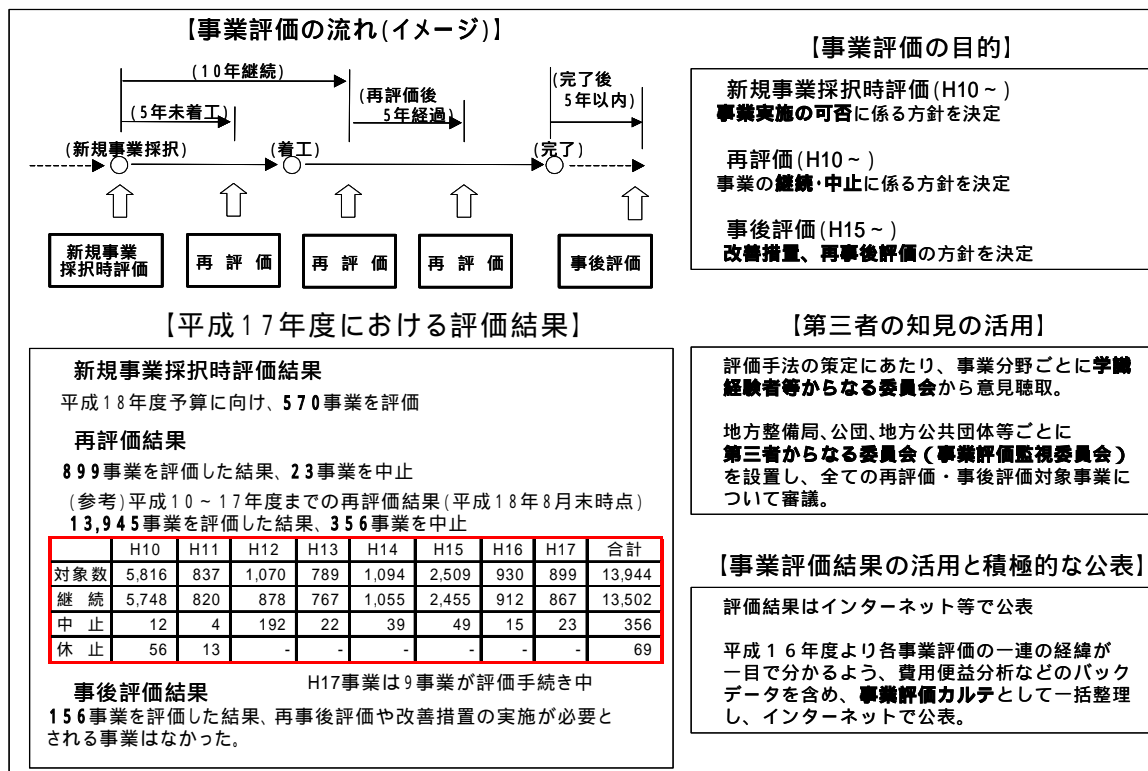 【事業評価の流れ(イメージ)】
(10年継続)
(5年未着工)
(再評価後
5年経過)
(完了後
5年以内)
(新規事業採択)
(着工)
(完了)
新規事業
採択時評価
再 評 価
再 評 価
再 評 価
事後評価
【事業評価の目的】
新規事業採択時評価(H10~)
事業実施の可否に係る方針を決定
再評価(H10~)
事業の継続・中止に係る方針を決定
事後評価(H15~)
改善措置、再事後評価の方針を決定
【平成17年度における評価結果】
新規事業採択時評価結果
平成18年度予算に向け、570事業を評価
再評価結果
899事業を評価した結果、23事業を中止
(参考)平成10~17年度までの再評価結果(平成18年8月末時点)
13,945事業を評価した結果、356事業を中止
H10 H11 H12 H13 H14 H15 H16 H17 合計
対象数 5,816 837 1,070 789 1,094 2,509 930 899 13,944
継 続 5,748 820 878 767 1,055 2,455 912 867 13,502
中 止 12 4 192 22 39 49 15 23 356
休 止 56 13 - - - - - - 69
H17事業は9事業が評価手続き中
事後評価結果
156事業を評価した結果、再事後評価や改善措置の実施が必要と
される事業はなかった。
【第三者の知見の活用】
評価手法の策定にあたり、事業分野ごとに学識
経験者等からなる委員会から意見聴取。
地方整備局、公団、地方公共団体等ごとに
第三者からなる委員会(事業評価監視委員会)
を設置し、全ての再評価・事後評価対象事業に
ついて審議。
【事業評価結果の活用と積極的な公表】
評価結果はインターネット等で公表
平成16年度より各事業評価の一連の経緯が
一目で分かるよう、費用便益分析などのバック
データを含め、事業評価カルテとして一括整理
し、インターネットで公表。